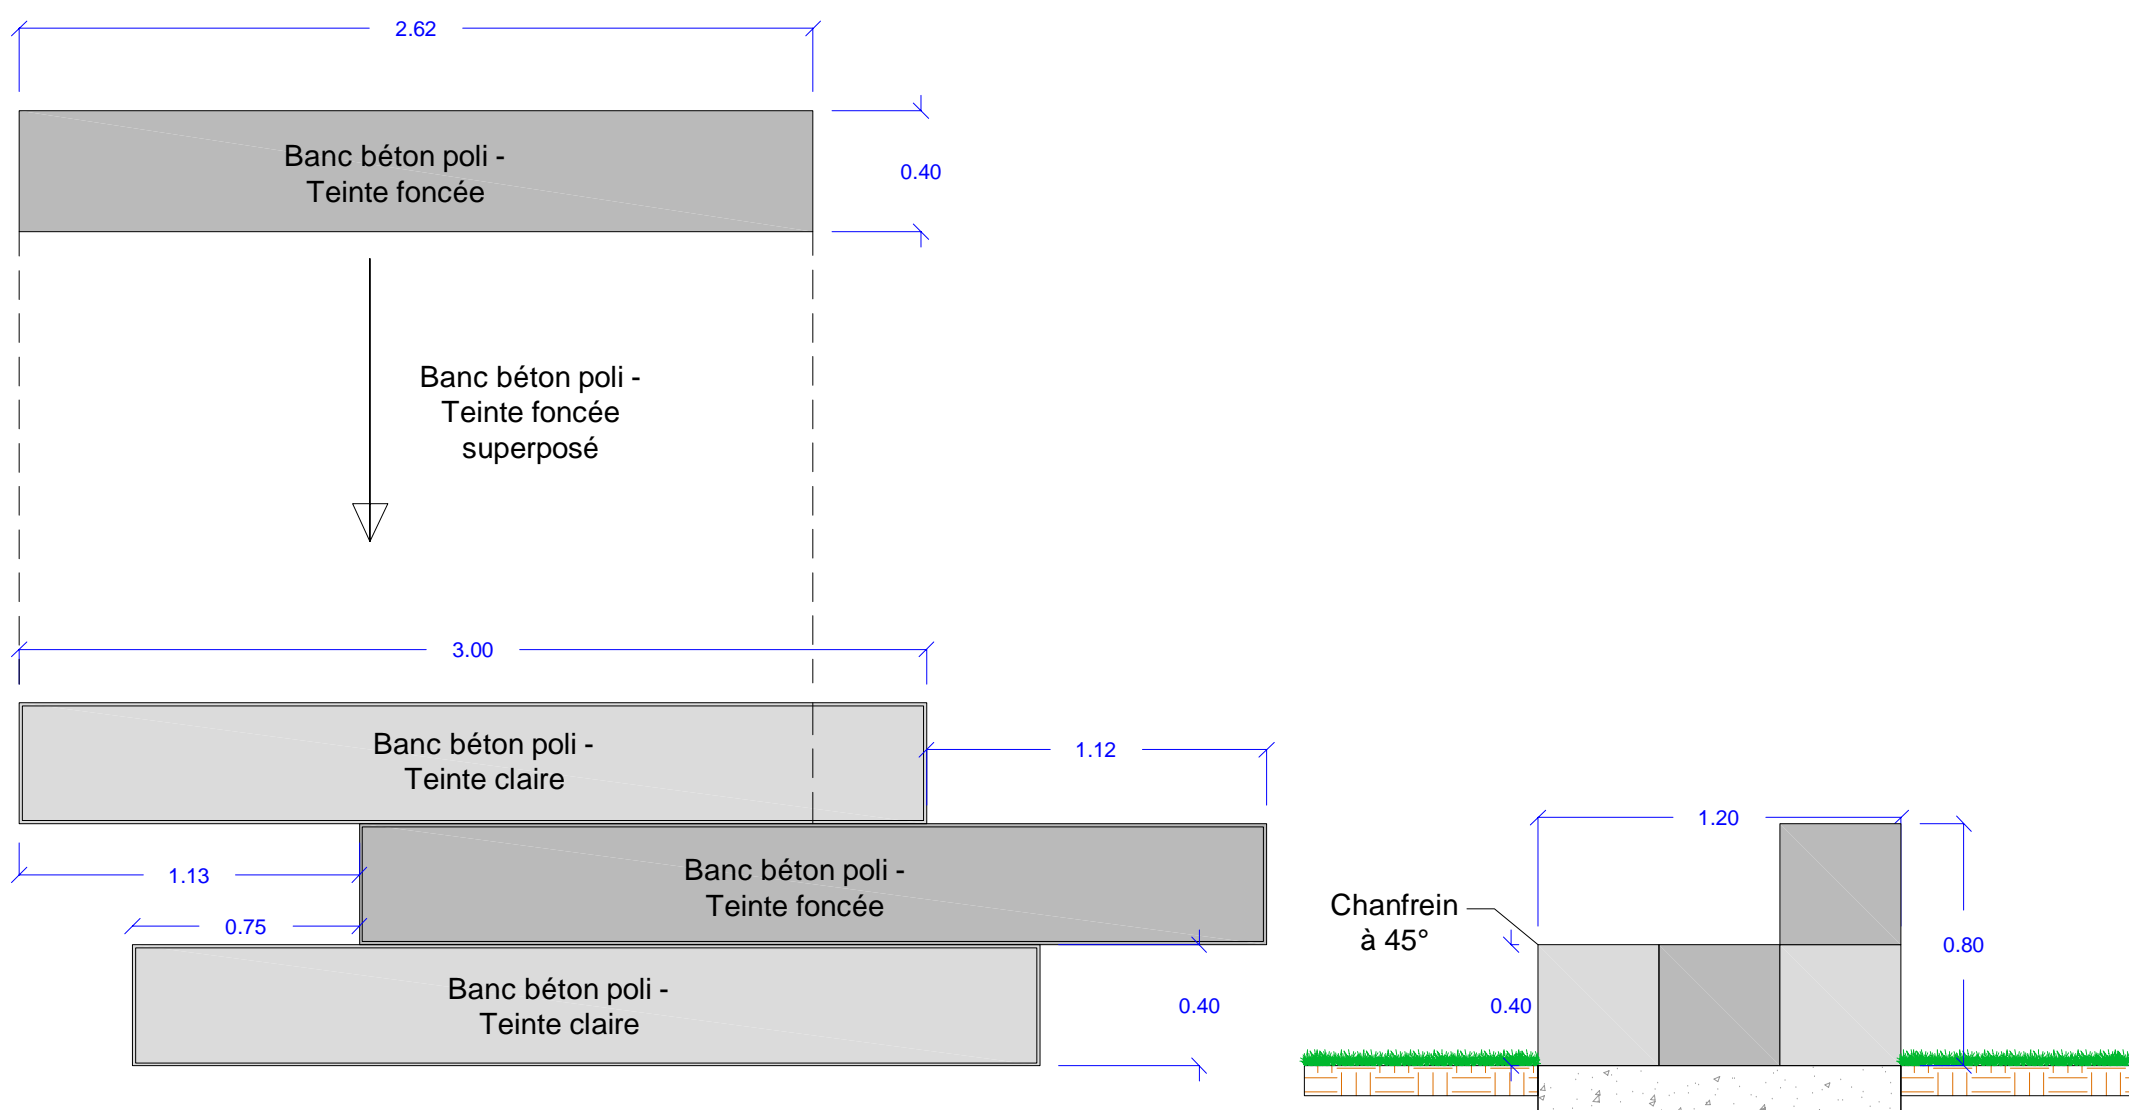 2.62
Banc béton poli -
Teinte foncée
0.40
Banc béton poli -
Teinte foncée
superposé
3.00
Banc béton poli -
Teinte claire
1.12
1.13
Banc béton poli -
Teinte foncée
0.75
Banc béton poli -
Teinte claire
0.40
1.20
Chanfrein
à 45°
0.80
0.40